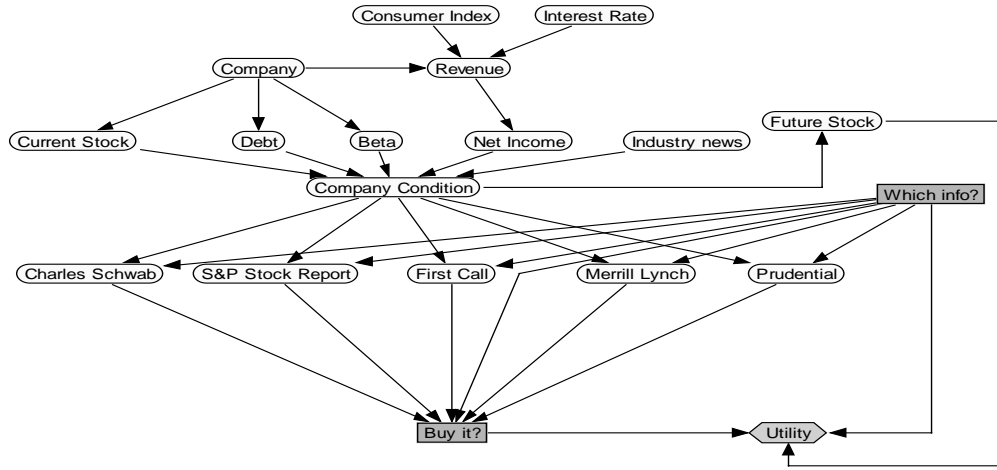 Consumer Index
Interest Rate
Company
Revenue
Current Stock
Debt
Beta
Net Income
Industry news
Future Stock
Company Condition
Which info?
Charles Schwab
S&P Stock Report
First Call
Merrill Lynch
Prudential
Buy it?
Utility